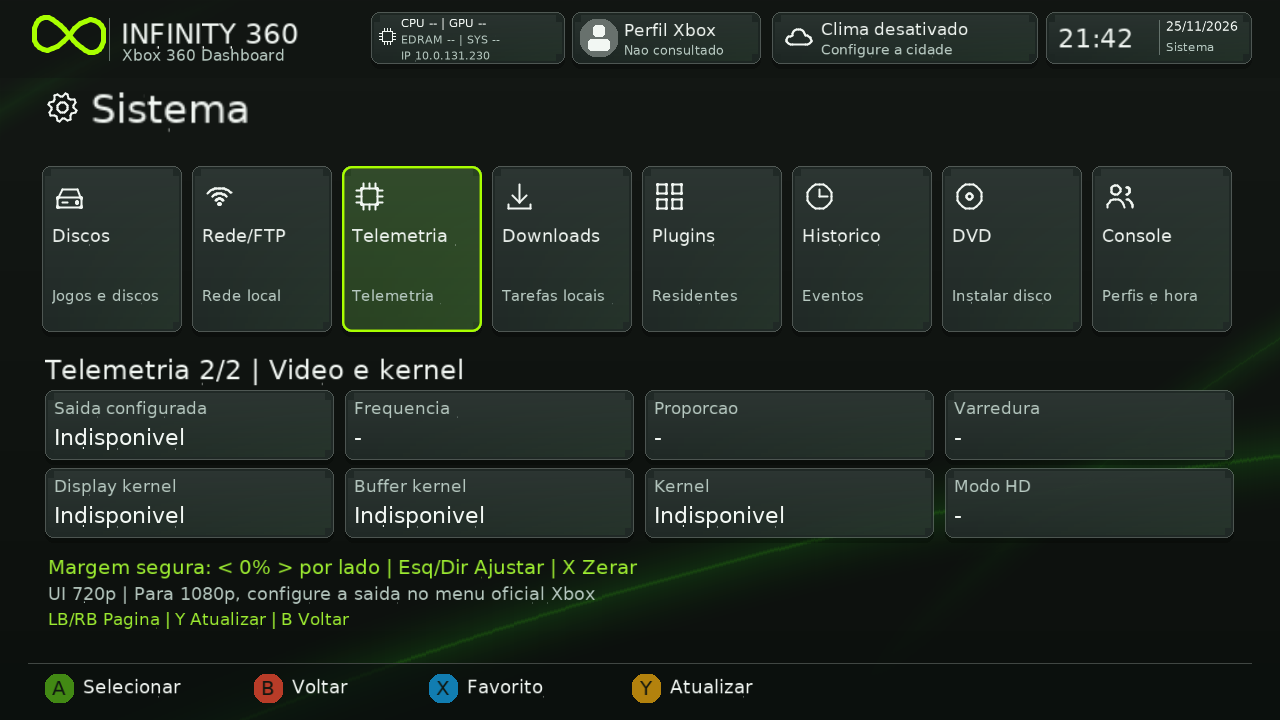 INFINITY 360
Xbox 360 Dashboard
CPU -- | GPU --
EDRAM -- | SYS --
IP 10.0.131.230
Perfil Xbox
Nao consultado
Clima desativado
Configure a cidade
21:42
25/11/2026
Sistema
Sistema
Discos
Rede/FTP
Telemetria
Downloads
Plugins
Historico
DVD
Console
Jogos e discos
Rede local
Telemetria
Tarefas locais
Residentes
Eventos
Instalar disco
Perfis e hora
Telemetria 2/2 | Video e kernel
Saida configurada
Frequencia
Proporcao
Varredura
Indisponivel
-
-
-
Display kernel
Buffer kernel
Kernel
Modo HD
Indisponivel
Indisponivel
Indisponivel
-
Margem segura: < 0% > por lado | Esq/Dir Ajustar | X Zerar
UI 720p | Para 1080p, configure a saida no menu oficial Xbox
LB/RB Pagina | Y Atualizar | B Voltar
A Selecionar
B Voltar
X Favorito
Y Atualizar